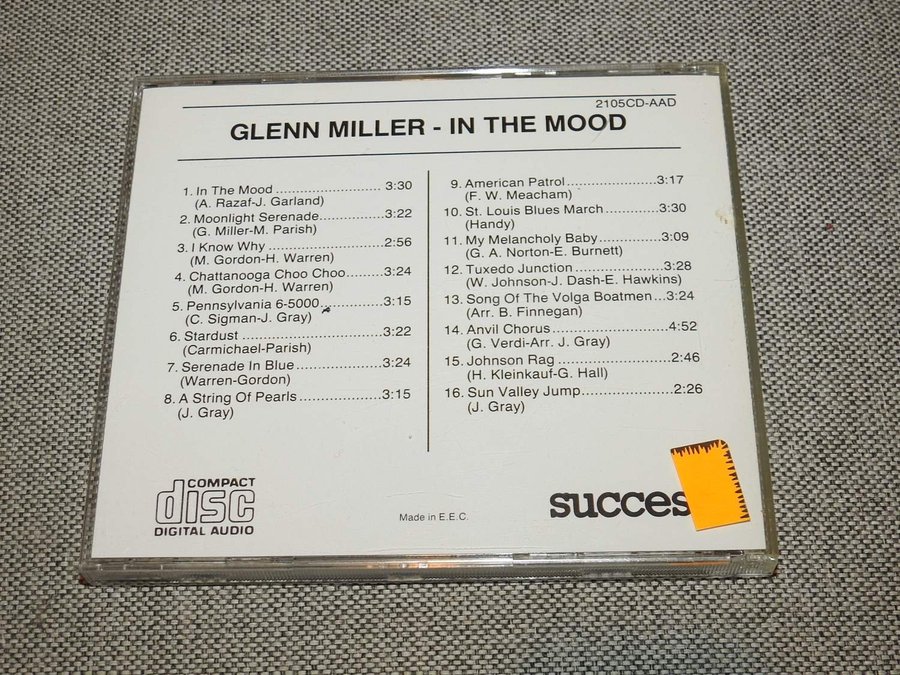 2105CD-AAD
GLENN MILLER - IN THE MOOD
1. In The Mood ........................ 3:30
(A. Razaf-J. Garland)
2. Moonlight Serenade...............3:22
(G. Miller-M. Parish)
3. I Know Why ...........................2:56
(M. Gordon-H. Warren)
4. Chattanooga Choo Choo.........3:24
(M. Gordon-H. Warren)
5. Pennsylvania 6-5000...............3:15
(C. Sigman-J. Gray)
6. Stardust .................................3:22
(Carmichael-Parish)
7. Serenade In Blue....................3:24
(Warren-Gordon)
8. A String Of Pearls...................3:15
(J. Gray)
9. American Patrol.....................3:17
(F. W. Meacham)
10. St. Louis Blues March.............3:30
(Handy)
11. My Melancholy Baby...............3:09
(G. A. Norton-E. Burnett)
12. Tuxedo Junction.....................3:28
(W. Johnson-J. Dash-E. Hawkins)
13. Song Of The Volga Boatmen...3:24
(Arr. B. Finnegan)
14. Anvil Chorus...........................4:52
(G. Verdi-Arr. J. Gray)
15. Johnson Rag ..........................2:46
(H. Kleinkauf-G. Hall)
16. Sun Valley Jump.....................2:26
(J. Gray)
COMPACT
disc
DIGITAL AUDIO
Made in E.E.C.
succes